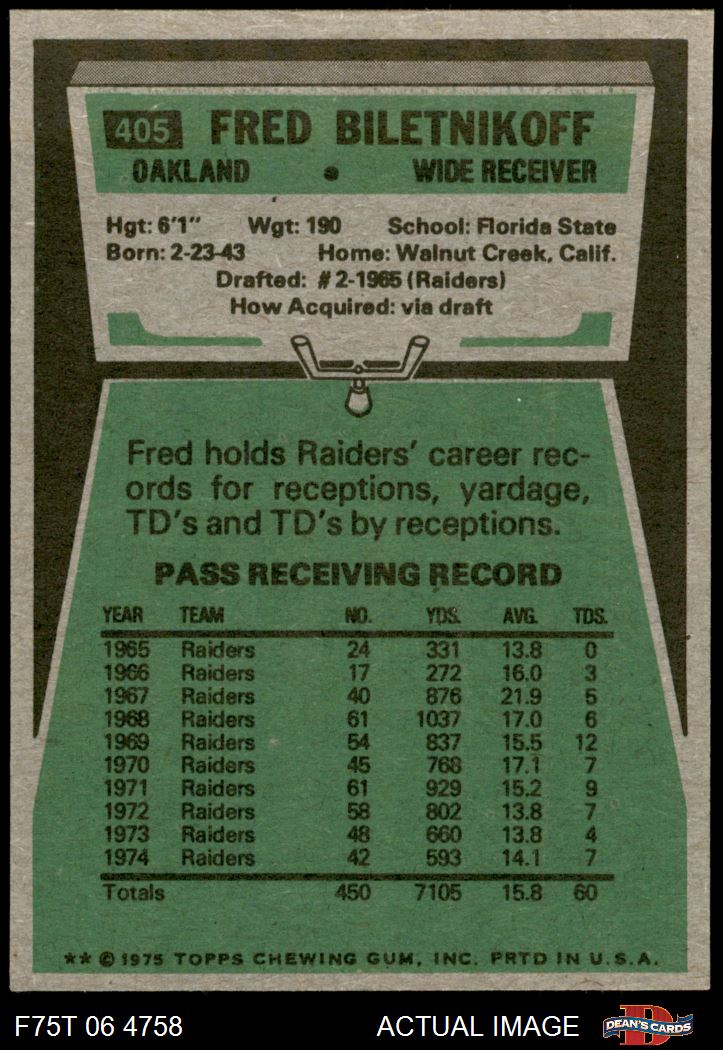 405 FRED BILETNIKOFF
OAKLAND • WIDE RECEIVER
Hgt: 6'1" Wgt: 190 School: Florida State
Born: 2-23-43 Home: Walnut Creek, Calif.
Drafted: #2-1965 (Raiders)
How Acquired: via draft
Fred holds Raiders' career rec-
ords for receptions, yardage,
TD's and TD's by receptions.
PASS RECEIVING RECORD
YEAR TEAM NO. YDS. AVG. TDS.
1965 Raiders 24 331 13.8 0
1966 Raiders 17 272 16.0 3
1967 Raiders 40 876 21.9 5
1968 Raiders 61 1037 17.0 6
1969 Raiders 54 837 15.5 12
1970 Raiders 45 768 17.1 7
1971 Raiders 61 929 15.2 9
1972 Raiders 58 802 13.8 7
1973 Raiders 48 660 13.8 4
1974 Raiders 42 593 14.1 7
Totals 450 7105 15.8 60
** © 1975 TOPPS CHEWING GUM, INC. PRTD IN U.S.A.
F75T 06 4758 ACTUAL IMAGE D DEAN'S CARDS